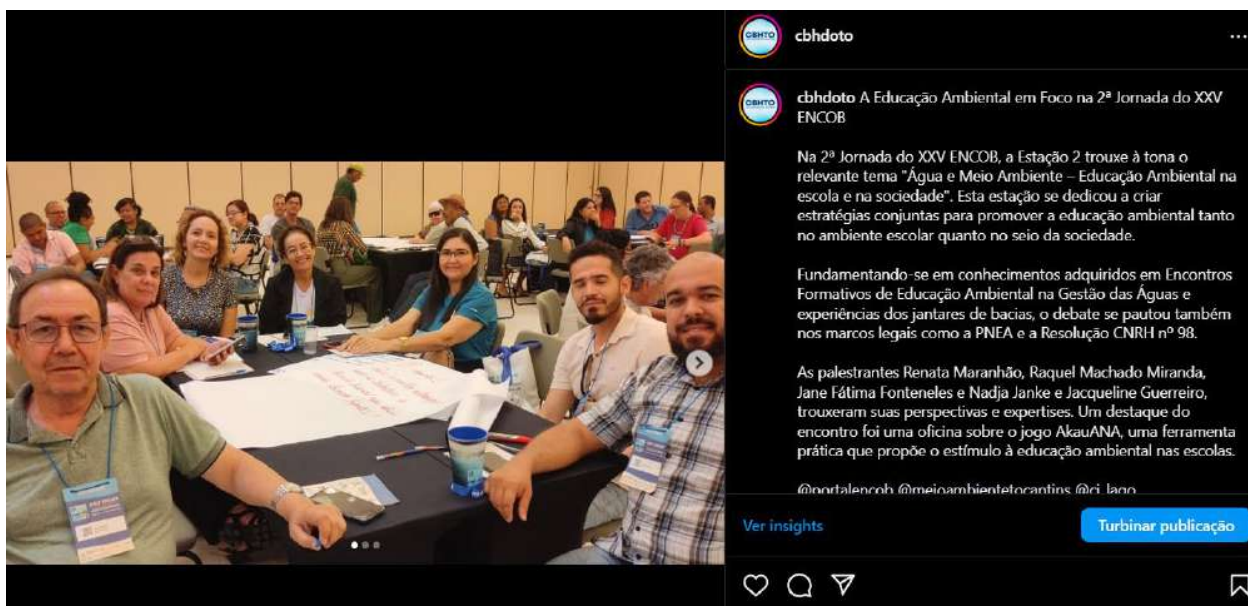 CBHTO
cbhdoto
...
CBHTO
cbhdoto A Educação Ambiental em Foco na 2ª Jornada do XXV
ENCOB
Na 2ª Jornada do XXV ENCOB, a Estação 2 trouxe à tona o
relevante tema "Água e Meio Ambiente – Educação Ambiental na
escola e na sociedade". Esta estação se dedicou a criar
estratégias conjuntas para promover a educação ambiental tanto
no ambiente escolar quanto no seio da sociedade.
Fundamentando-se em conhecimentos adquiridos em Encontros
Formativos de Educação Ambiental na Gestão das Águas e
experiências dos jantares de bacias, o debate se pautou também
nos marcos legais como a PNEA e a Resolução CNRH nº 98.
As palestrantes Renata Maranhão, Raquel Machado Miranda,
Jane Fátima Fonteneles e Nadja Janke e Jacqueline Guerreiro,
trouxeram suas perspectivas e expertises. Um destaque do
encontro foi uma oficina sobre o jogo AkauANA, uma ferramenta
prática que propõe o estímulo à educação ambiental nas escolas.
@portalencob @meioambientetocantins @ci_lago
Ver insights
Turbinar publicação